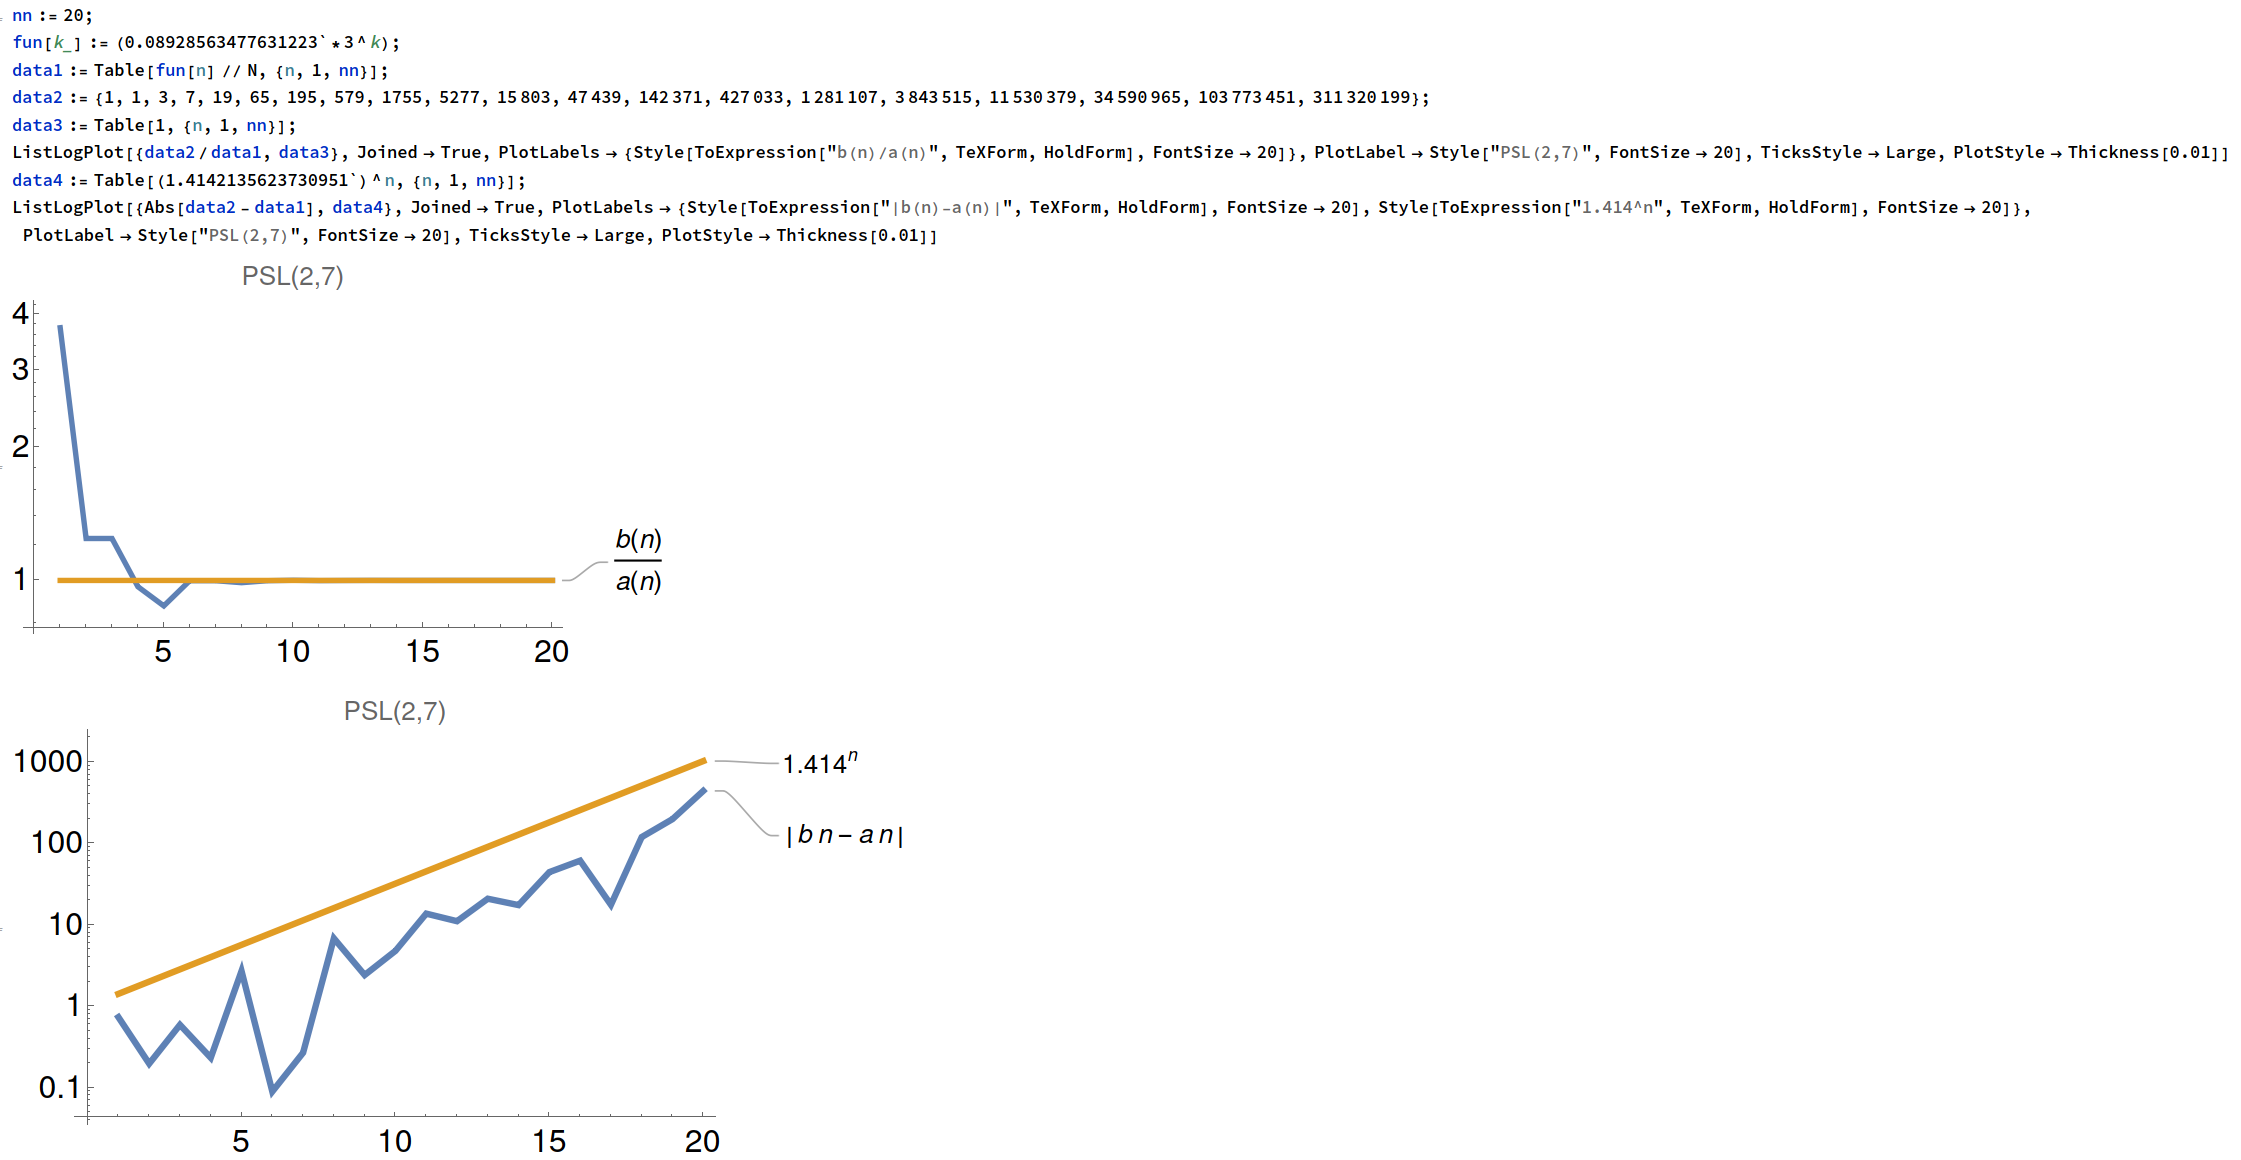 nn := 20;
fun[k_] := (0.08928563477631223` * 3 ^ k);
data1 := Table[fun[n] // N, {n, 1, nn}];
data2 := {1, 1, 3, 7, 19, 65, 195, 579, 1755, 5277, 15 803, 47 439, 142 371, 427 033, 1 281 107, 3 843 515, 11 530 379, 34 590 965, 103 773 451, 311 320 199};
data3 := Table[1, {n, 1, nn}];
ListLogPlot[{data2 / data1, data3}, Joined → True, PlotLabels → {Style[ToExpression["b(n)/a(n)", TeXForm, HoldForm], FontSize → 20]}, PlotLabel → Style["PSL(2,7)", FontSize → 20], TicksStyle → Large, PlotStyle → Thickness[0.01]]
data4 := Table[(1.4142135623730951`) ^ n, {n, 1, nn}];
ListLogPlot[{Abs[data2 - data1], data4}, Joined → True, PlotLabels → {Style[ToExpression["|b(n)-a(n)|", TeXForm, HoldForm], FontSize → 20], Style[ToExpression["1.414^n", TeXForm, HoldForm], FontSize → 20]},
PlotLabel → Style["PSL(2,7)", FontSize → 20], TicksStyle → Large, PlotStyle → Thickness[0.01]]
PSL(2,7)
4
3
2
1
b(n)
a(n)
5 10 15 20
PSL(2,7)
1000
100
10
1
0.1
1.414^n
|b n - a n|
5 10 15 20